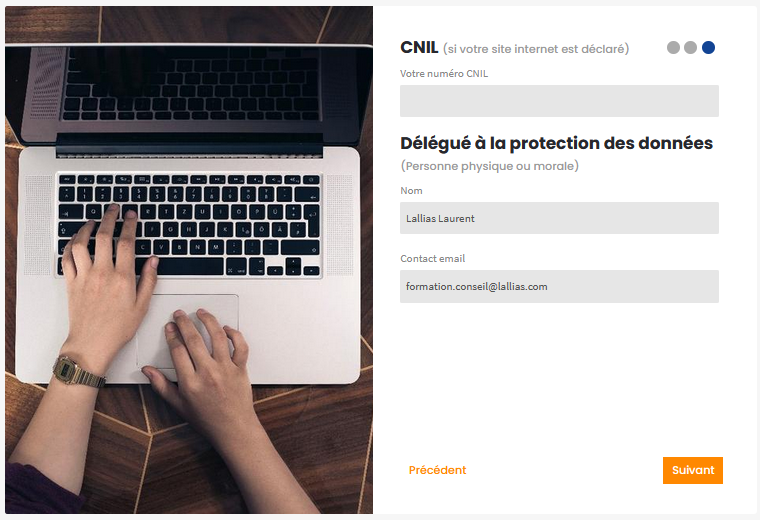 CNIL (si votre site internet est déclaré)
Votre numéro CNIL
Délégué à la protection des données
(Personne physique ou morale)
Nom
Lallias Laurent
Contact email
formation.conseil@lallias.com
Précédent
Suivant